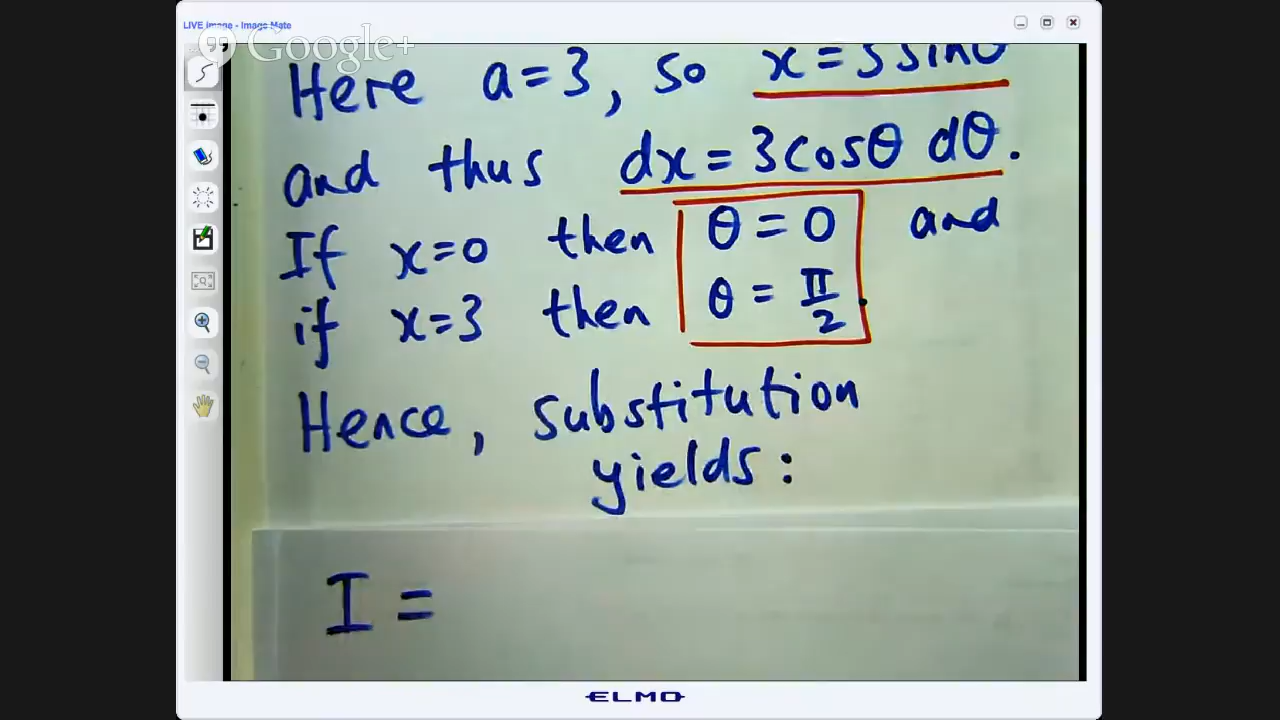 LIVE image - Image Mate
Google+
Here a=3, so x=3sinθ
and thus dx=3cosθ dθ.
If x=0 then θ=0 and
if x=3 then θ=π/2.
Hence, substitution
yields:
I =
ELMO